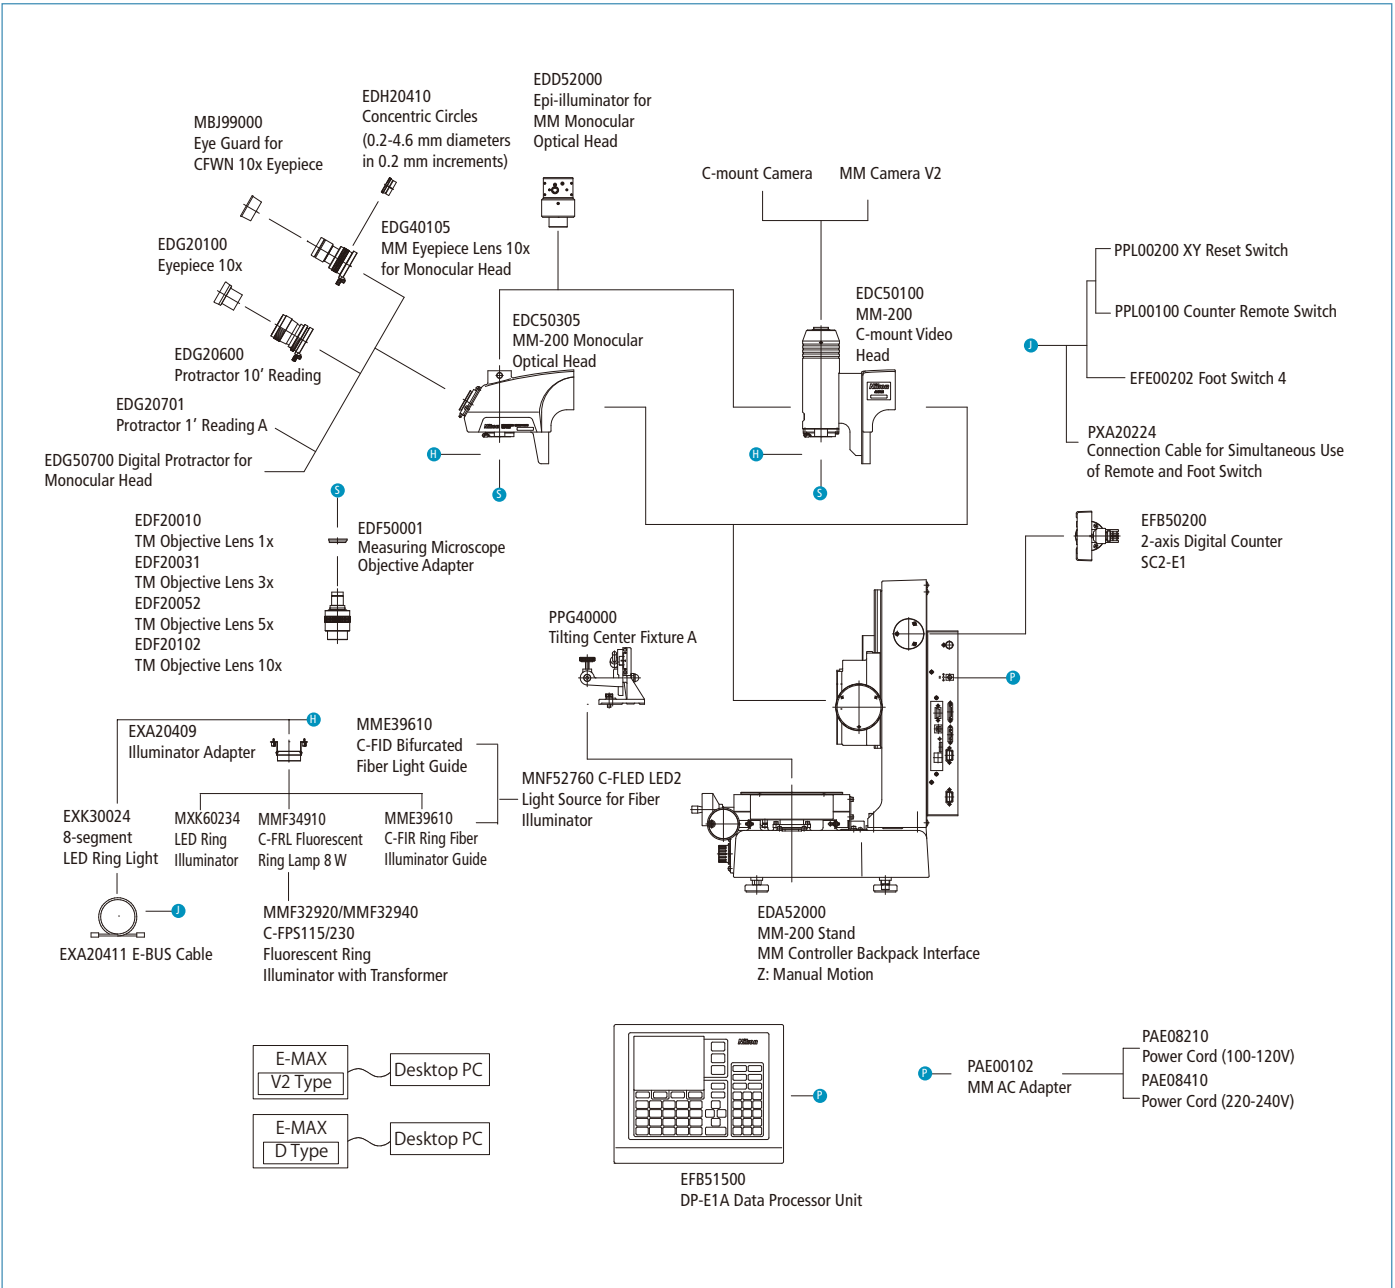 EDD52000
Epi-illuminator for
MM Monocular
Optical Head
EDH20410
Concentric Circles
(0.2-4.6 mm diameters
in 0.2 mm increments)
MBJ99000
Eye Guard for
CFWN 10x Eyepiece
C-mount Camera
MM Camera V2
EDG40105
MM Eyepiece Lens 10x
for Monocular Head
EDG20100
Eyepiece 10x
PPL00200 XY Reset Switch
PPL00100 Counter Remote Switch
J
EFE00202 Foot Switch 4
PXA20224
Connection Cable for Simultaneous Use
of Remote and Foot Switch
EDC50100
MM-200
C-mount Video
Head
Nikon
EDC50305
MM-200 Monocular
Optical Head
Nikon
EDG20600
Protractor 10’ Reading
EDG20701
Protractor 1’ Reading A
EDG50700 Digital Protractor for
Monocular Head
H
S
H
S
S
EDF20010
TM Objective Lens 1x
EDF20031
TM Objective Lens 3x
EDF20052
TM Objective Lens 5x
EDF20102
TM Objective Lens 10x
EDF50001
Measuring Microscope
Objective Adapter
EFB50200
2-axis Digital Counter
SC2-E1
PPG40000
Tilting Center Fixture A
P
H
EXA20409
Illuminator Adapter
MME39610
C-FID Bifurcated
Fiber Light Guide
MNF52760 C-FLED LED2
Light Source for Fiber
Illuminator
EXK30024
8-segment
LED Ring Light
MXK60234
LED Ring
Illuminator
MMF34910
C-FRL Fluorescent
Ring Lamp 8 W
MME39610
C-FIR Ring Fiber
Illuminator Guide
J
EXA20411 E-BUS Cable
MMF32920/MMF32940
C-FPS115/230
Fluorescent Ring
Illuminator with Transformer
EDA52000
MM-200 Stand
MM Controller Backpack Interface
Z: Manual Motion
E-MAX
V2 Type
Desktop PC
E-MAX
D Type
Desktop PC
Nikon
P
EFB51500
DP-E1A Data Processor Unit
P
PAE00102
MM AC Adapter
PAE08210
Power Cord (100-120V)
PAE08410
Power Cord (220-240V)